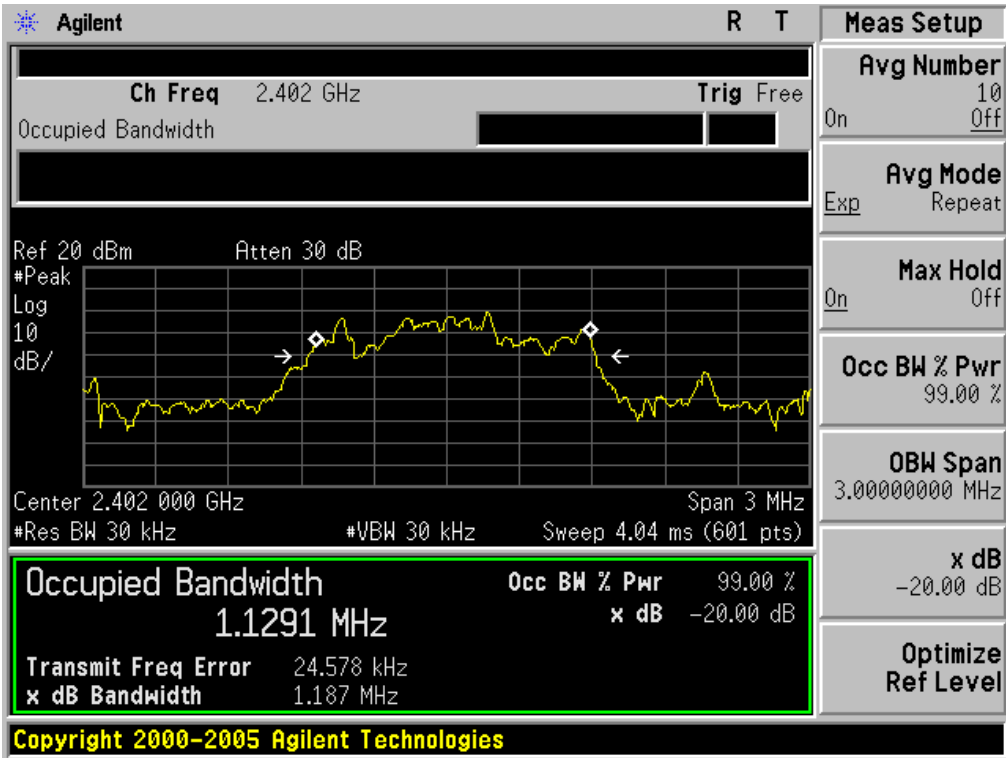 Agilent R T
Ch Freq 2.402 GHz Trig Free
Occupied Bandwidth
Ref 20 dBm Atten 30 dB
#Peak
Log
10
dB/
Center 2.402 000 GHz Span 3 MHz
#Res BW 30 kHz #VBW 30 kHz Sweep 4.04 ms (601 pts)
Occupied Bandwidth Occ BW % Pwr 99.00 %
1.1291 MHz x dB -20.00 dB
Transmit Freq Error 24.578 kHz
x dB Bandwidth 1.187 MHz
Copyright 2000-2005 Agilent Technologies
Meas Setup
Avg Number
10
On Off
Avg Mode
Exp Repeat
Max Hold
On Off
Occ BW % Pwr
99.00 %
OBW Span
3.00000000 MHz
x dB
-20.00 dB
Optimize
Ref Level